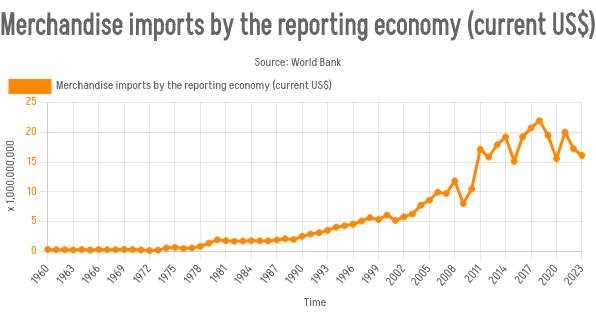 Merchandise imports by the reporting economy (current US$)
Source: World Bank
Merchandise imports by the reporting economy (current US$)
x 1,000,000,000
25
20
15
10
5
0
1960 1963 1966 1969 1972 1975 1978 1981 1984 1987 1990 1993 1996 1999 2002 2005 2008 2011 2014 2017 2020 2023
Time